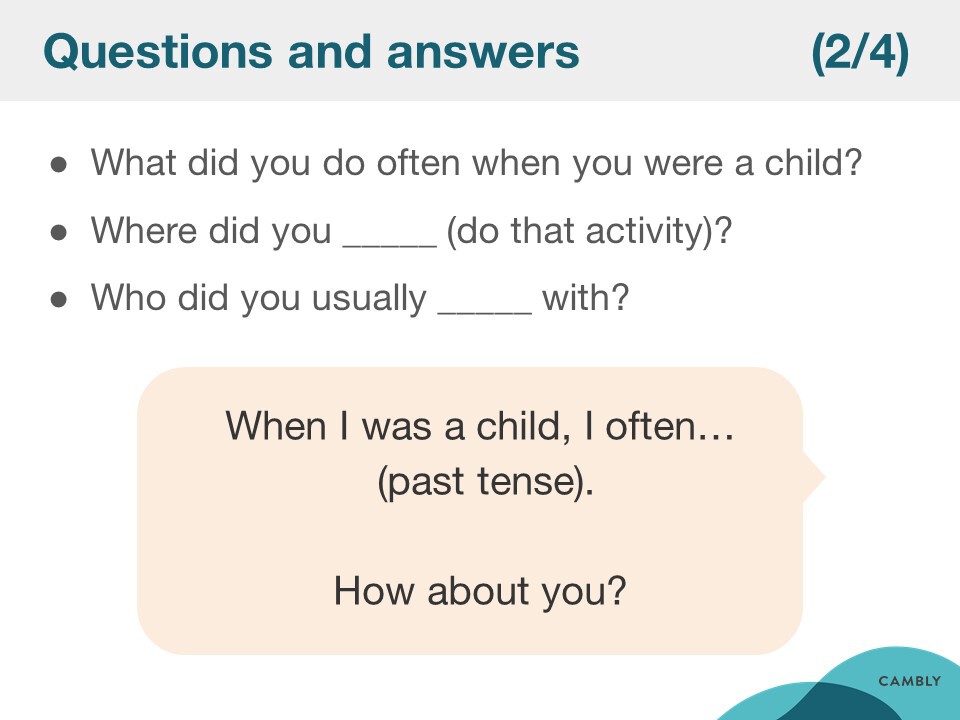 Questions and answers (2/4)
● What did you do often when you were a child?
● Where did you _____ (do that activity)?
● Who did you usually _____ with?
When I was a child, I often…
(past tense).
How about you?
CAMBLY